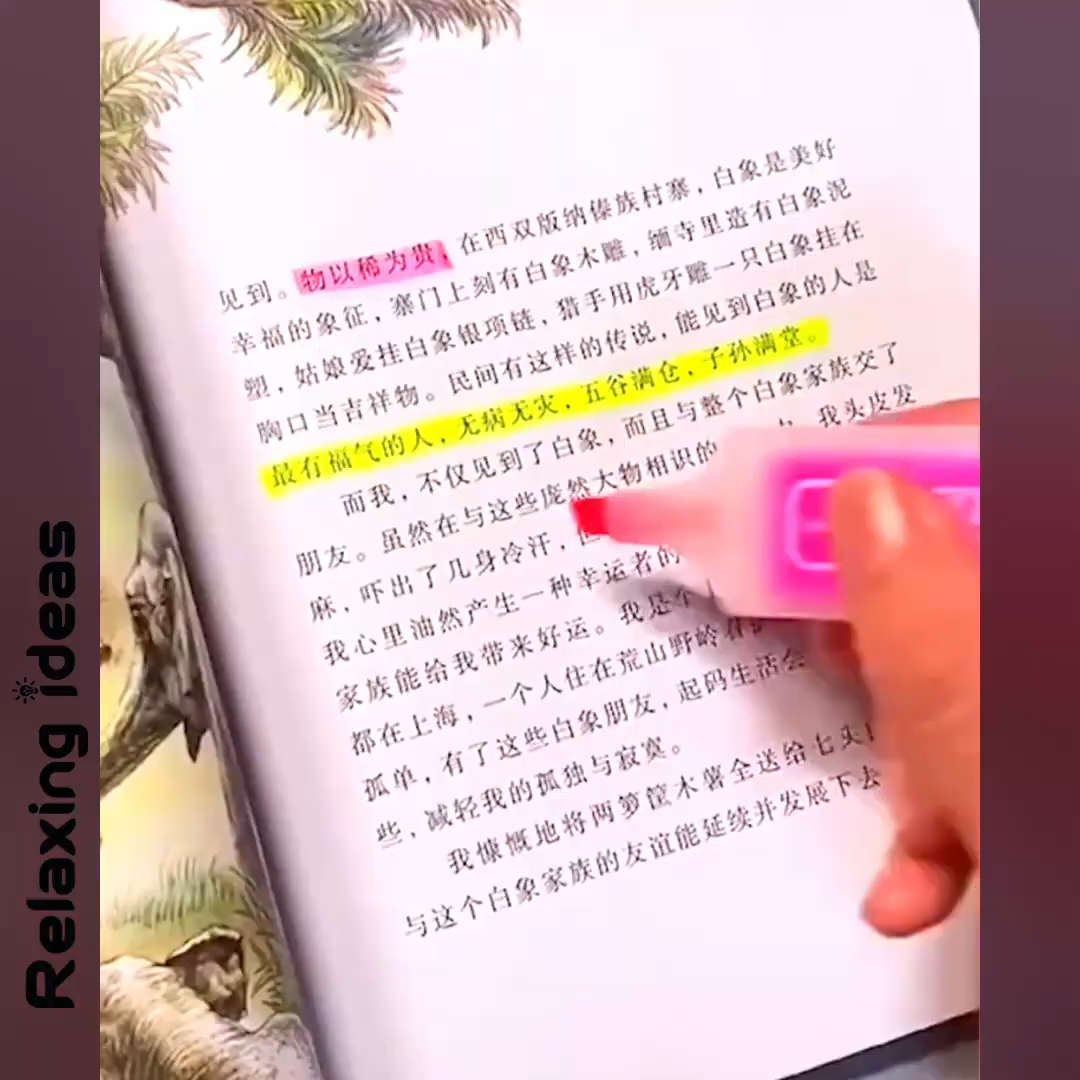 见到。物以稀为贵，在西双版纳傣族村寨，白象是美好
幸福的象征，寨门上刻有白象木雕，缅寺里造有白象泥
塑，姑娘爱挂白象银项链，猎手用虎牙雕一只白象挂在
胸口当吉祥物。民间有这样的传说，能见到白象的人是
最有福气的人，无病无灾，五谷满仓，子孙满堂。
而我，不仅见到了白象，而且与整个白象家族交了
朋友。虽然在与这些庞然大物相识的 我头皮发
麻，吓出了几身冷汗，
我心里油然产生一种幸运者的
家族能给我带来好运。我是个
都在上海，一个人住在荒山野岭
孤单，有了这些白象朋友，起码生活会
些，减轻我的孤独与寂寞。
我慷慨地将两箩筐木薯全送给七头
与这个白象家族的友谊能延续并发展下去
Relaxing ideas